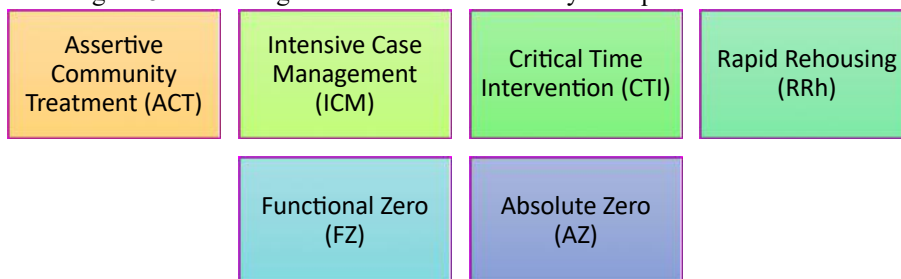 Assertive
Community
Treatment (ACT)
Intensive Case
Management
(ICM)
Critical Time
Intervention (CTI)
Rapid Rehousing
(RRh)
Functional Zero
(FZ)
Absolute Zero
(AZ)